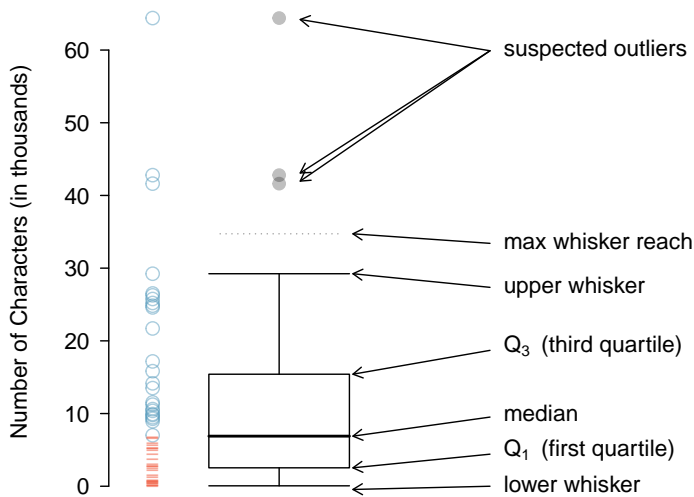 Number of Characters (in thousands)
60
50
40
30
20
10
0
suspected outliers
max whisker reach
upper whisker
Q₃ (third quartile)
median
Q₁ (first quartile)
lower whisker